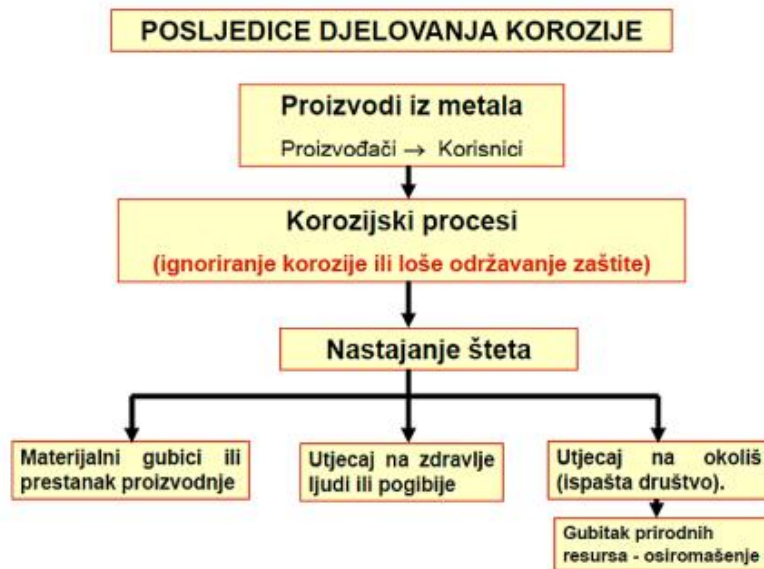 POSLJEDICE DJELOVANJA KOROZIJE
Proizvodi iz metala
Proizvođači → Korisnici
Korozijski procesi
(ignoriranje korozije ili loše održavanje zaštite)
Nastajanje šteta
Materijalni gubici ili
prestanak proizvodnje
Utjecaj na zdravlje
ljudi ili pogibije
Utjecaj na okoliš
(ispašta društvo).
Gubitak prirodnih
resursa - osiromašenje